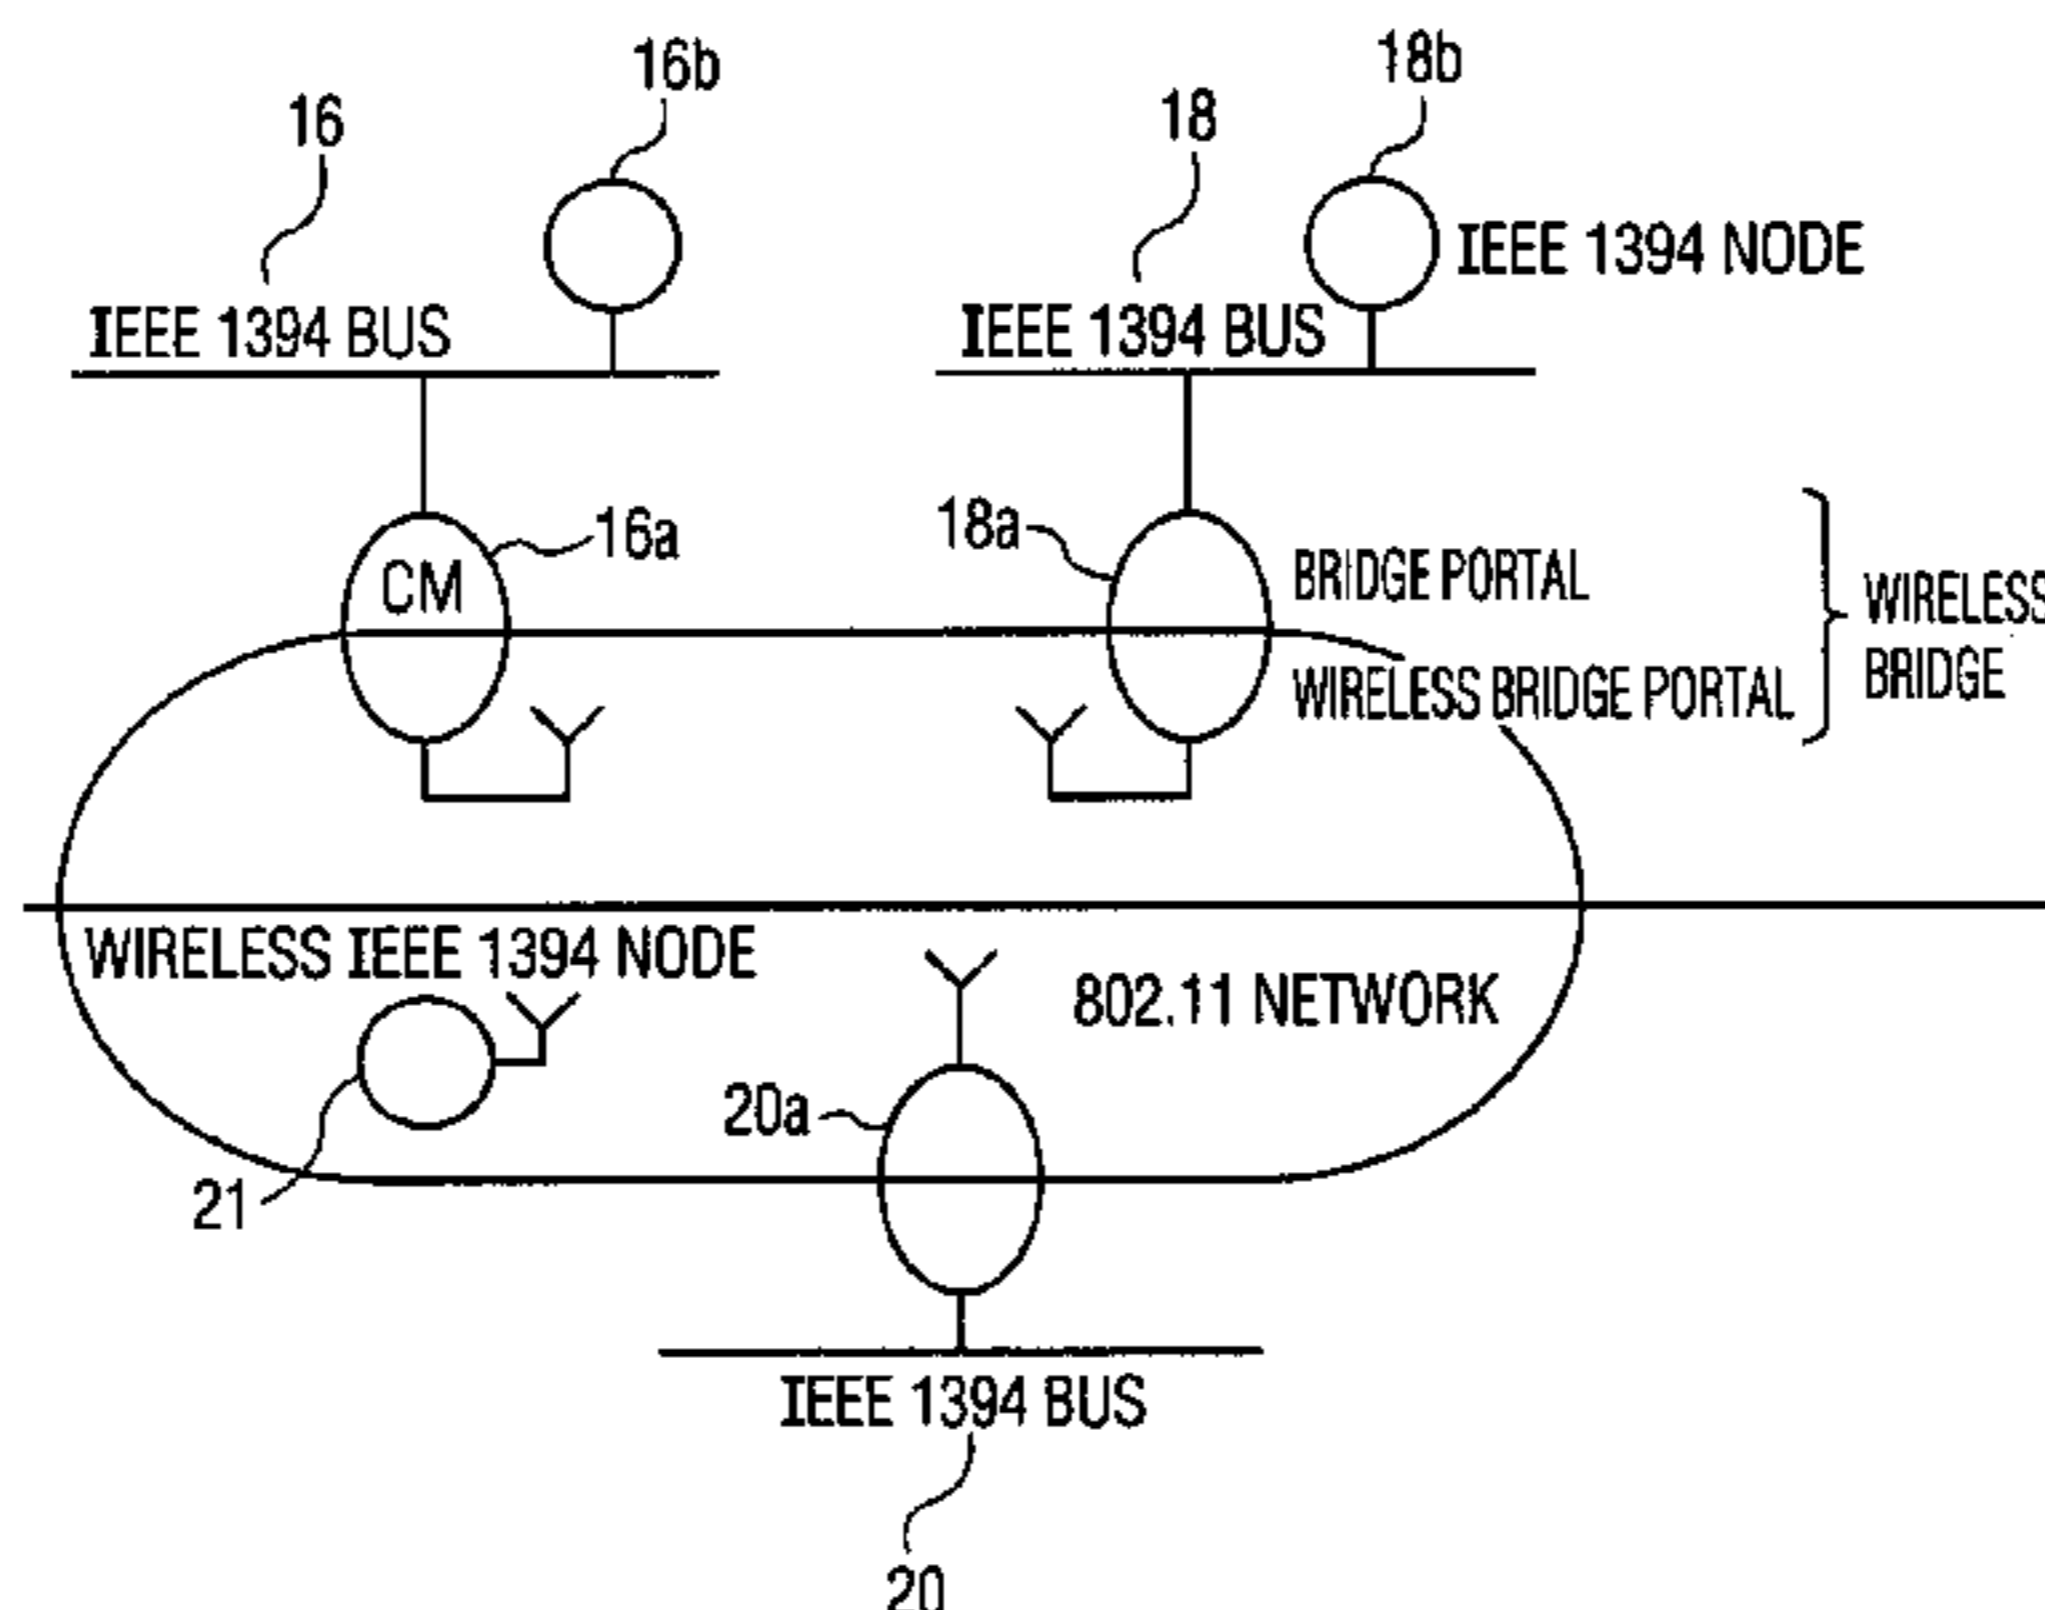 16b
18b
16
18
IEEE 1394 NODE
IEEE 1394 BUS
IEEE 1394 BUS
16a
18a
CM
BRIDGE PORTAL
WIRELESS
BRIDGE
WIRELESS BRIDGE PORTAL
WIRELESS IEEE 1394 NODE
802.11 NETWORK
20a
21
IEEE 1394 BUS
20